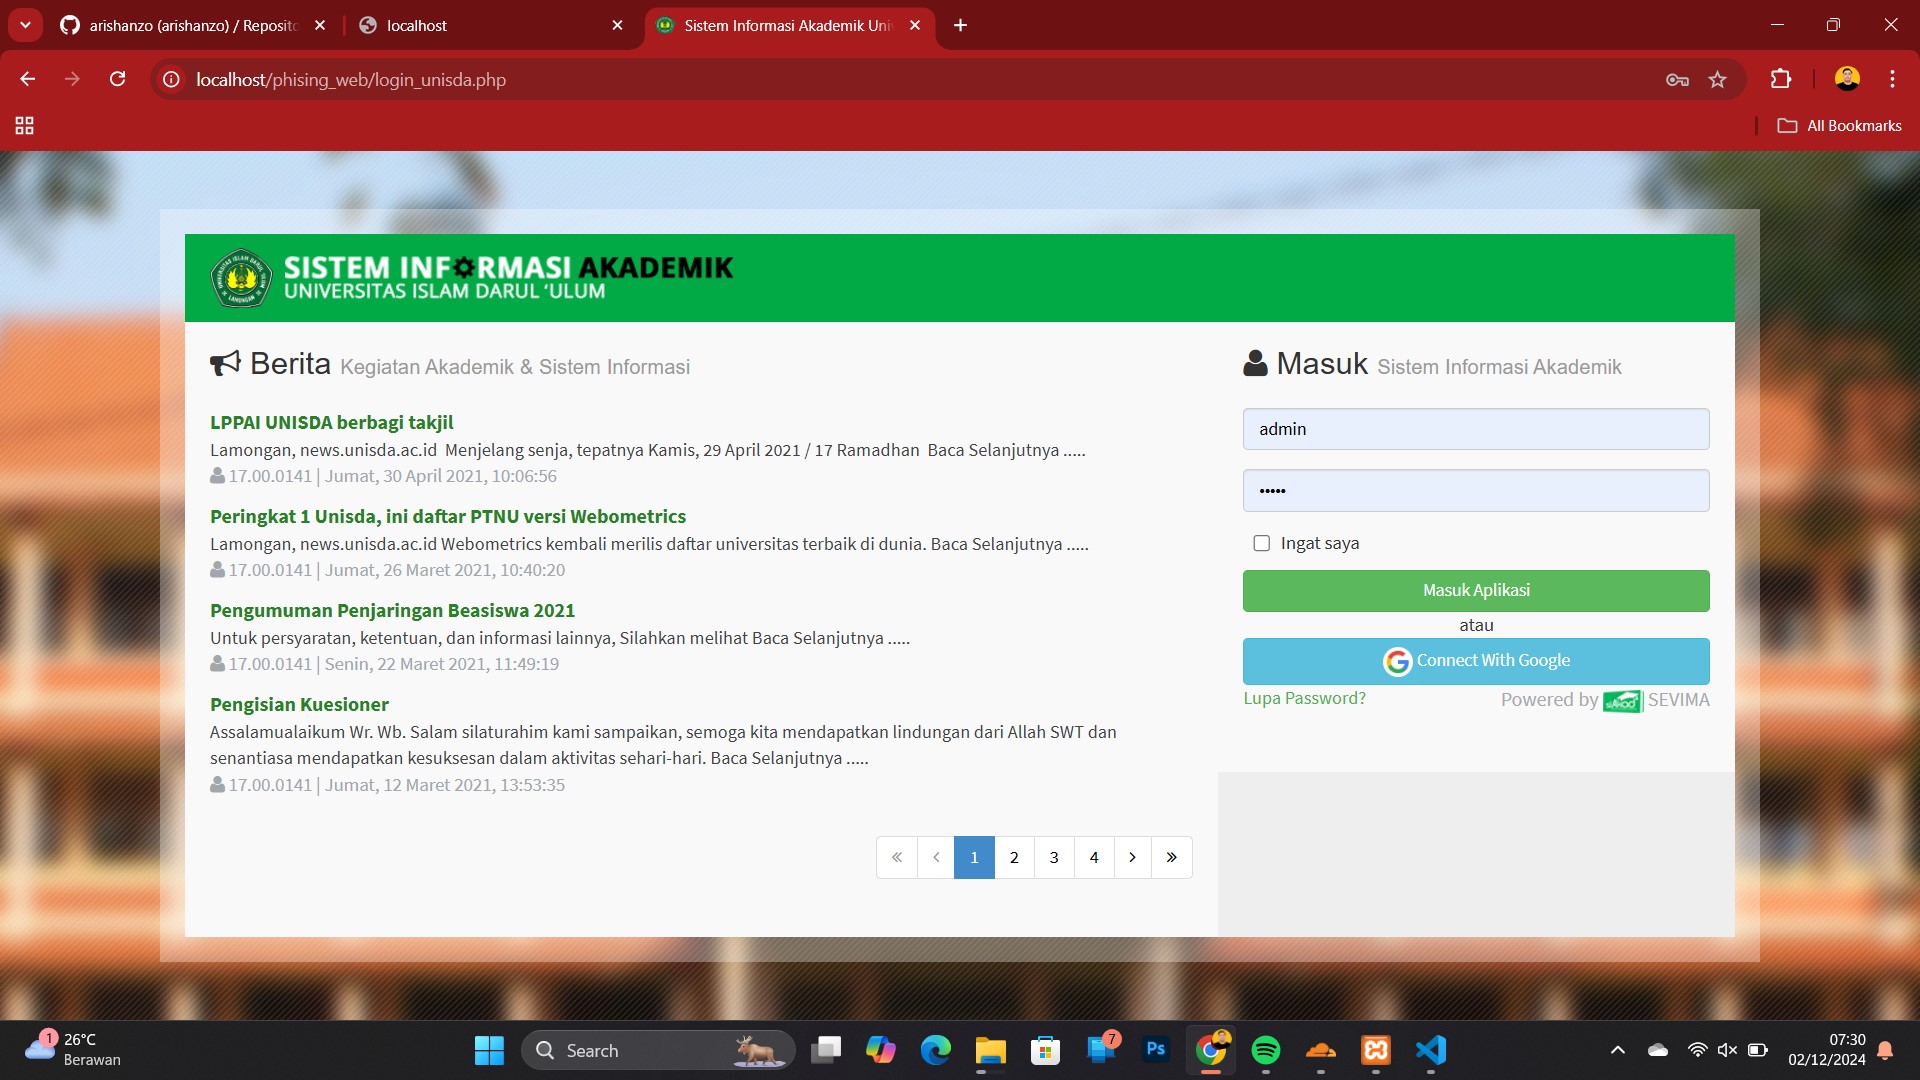 arishanzo (arishanzo) / Reposito
localhost
Sistem Informasi Akademik Uni
localhost/phising_web/login_unisda.php
All Bookmarks
SISTEM INFORMASI AKADEMIK
UNIVERSITAS ISLAM DARUL 'ULUM
Berita Kegiatan Akademik & Sistem Informasi
LPPAI UNISDA berbagi takjil
Lamongan, news.unisda.ac.id  Menjelang senja, tepatnya Kamis, 29 April 2021 / 17 Ramadhan  Baca Selanjutnya .....
17.00.0141 | Jumat, 30 April 2021, 10:06:56
Peringkat 1 Unisda, ini daftar PTNU versi Webometrics
Lamongan, news.unisda.ac.id Webometrics kembali merilis daftar universitas terbaik di dunia. Baca Selanjutnya .....
17.00.0141 | Jumat, 26 Maret 2021, 10:40:20
Pengumuman Penjaringan Beasiswa 2021
Untuk persyaratan, ketentuan, dan informasi lainnya, Silahkan melihat Baca Selanjutnya .....
17.00.0141 | Senin, 22 Maret 2021, 11:49:19
Pengisian Kuesioner
Assalamualaikum Wr. Wb. Salam silaturahim kami sampaikan, semoga kita mendapatkan lindungan dari Allah SWT dan
senantiasa mendapatkan kesuksesan dalam aktivitas sehari-hari. Baca Selanjutnya .....
17.00.0141 | Jumat, 12 Maret 2021, 13:53:35
« ‹ 1 2 3 4 › »
Masuk Sistem Informasi Akademik
admin
•••••
Ingat saya
Masuk Aplikasi
atau
Connect With Google
Lupa Password?
Powered by SEVIMA
1
26°C
Berawan
Search
7
Ps
07:30
02/12/2024